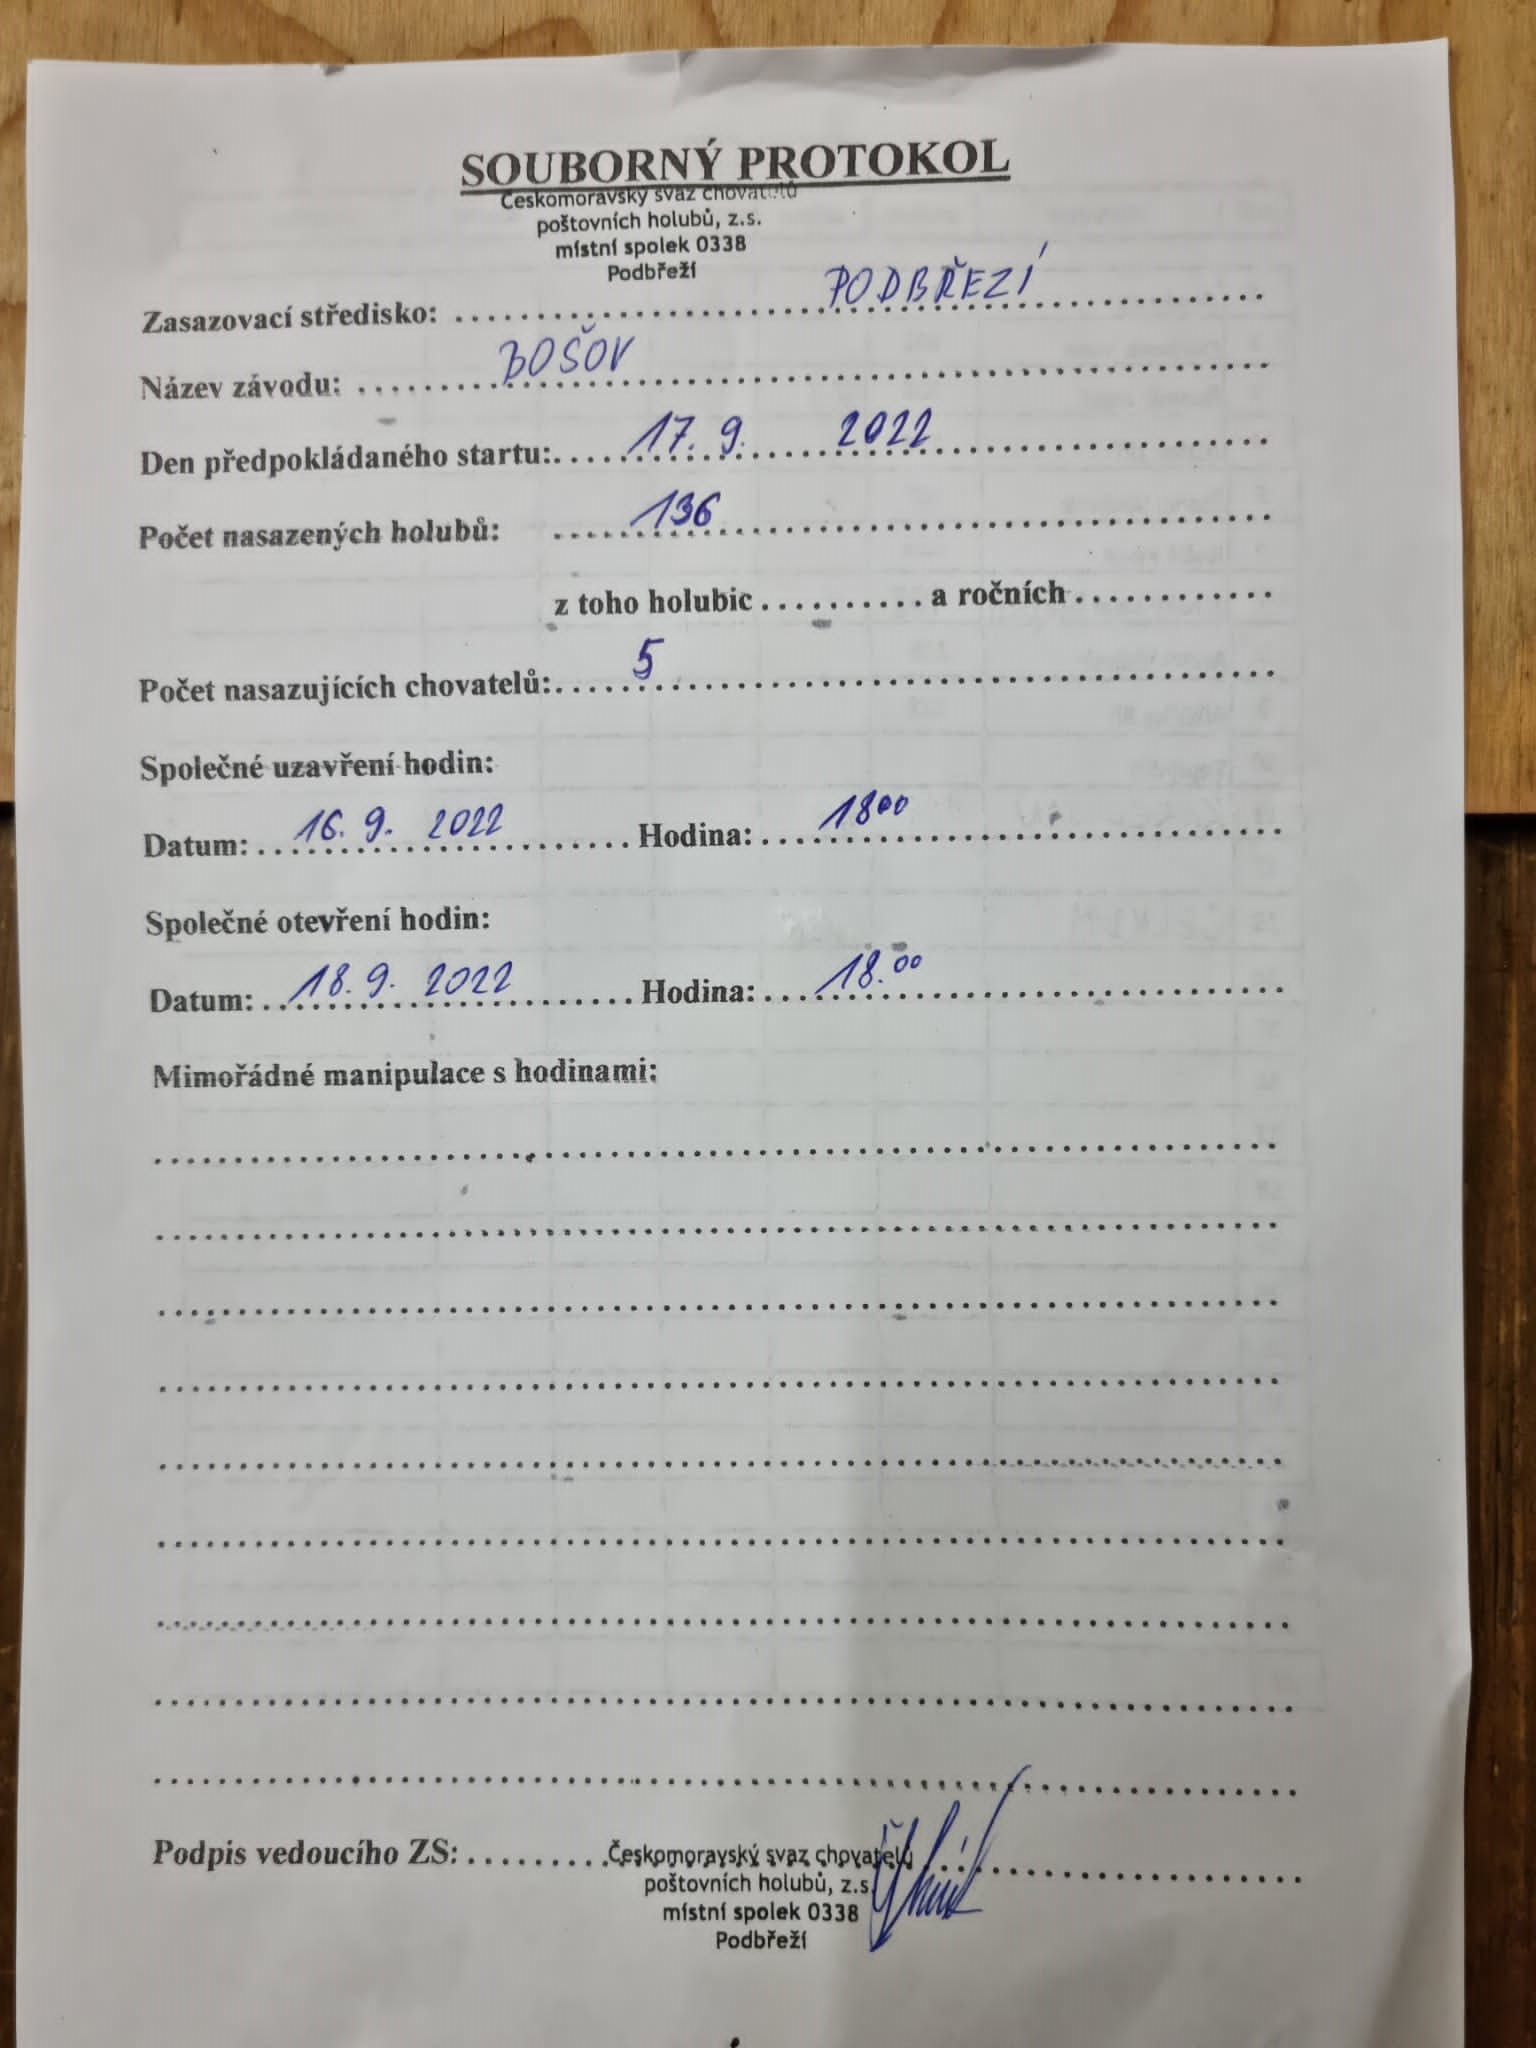 SOUBORNÝ PROTOKOL
Českomoravský svaz chovatelů
poštovních holubů, z.s.
místní spolek 0338
Podbřeží
Zasazovací středisko: PODBŘEZÍ
Název závodu: BOŠOV
Den předpokládaného startu: 17. 9. 2022
Počet nasazených holubů: 136
z toho holubic .......... a ročních ............
Počet nasazujících chovatelů: 5
Společné uzavření hodin:
Datum: 16. 9. 2022 Hodina: 18⁰⁰
Společné otevření hodin:
Datum: 18. 9. 2022 Hodina: 18.⁰⁰
Mimořádné manipulace s hodinami:
Podpis vedoucího ZS:
Českomoravský svaz chovatelů
poštovních holubů, z.s.
místní spolek 0338
Podbřeží